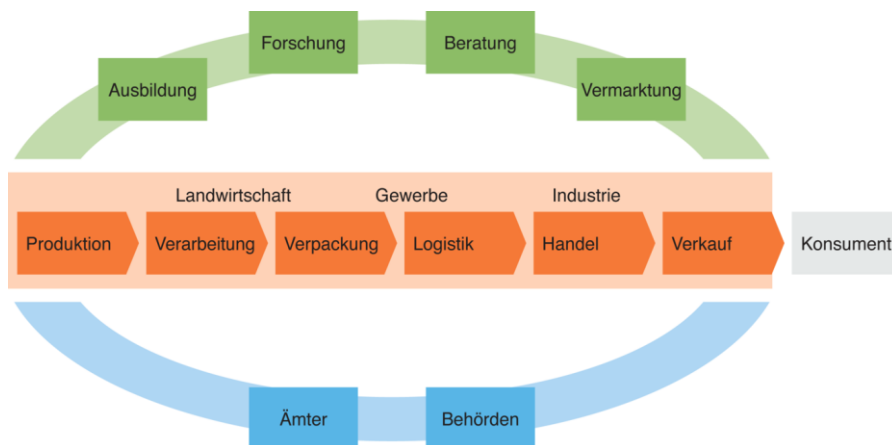 Forschung
Beratung
Ausbildung
Vermarktung
Landwirtschaft Gewerbe Industrie
Produktion Verarbeitung Verpackung Logistik Handel Verkauf Konsument
Ämter
Behörden